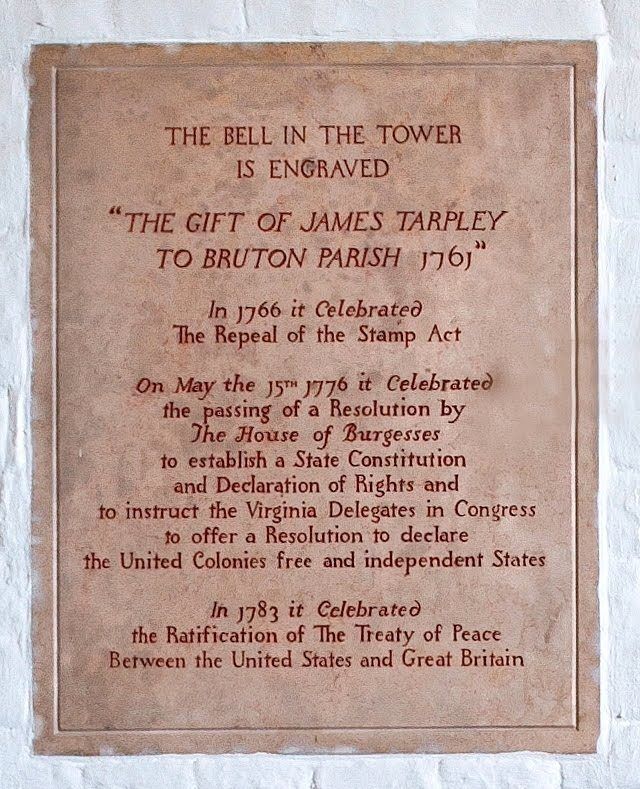 THE BELL IN THE TOWER
IS ENGRAVED
“THE GIFT OF JAMES TARPLEY
TO BRUTON PARISH 1761”
In 1766 it Celebrated
The Repeal of the Stamp Act
On May the 15TH 1776 it Celebrated
the passing of a Resolution by
The House of Burgesses
to establish a State Constitution
and Declaration of Rights and
to instruct the Virginia Delegates in Congress
to offer a Resolution to declare
the United Colonies free and independent States
In 1783 it Celebrated
the Ratification of The Treaty of Peace
Between the United States and Great Britain